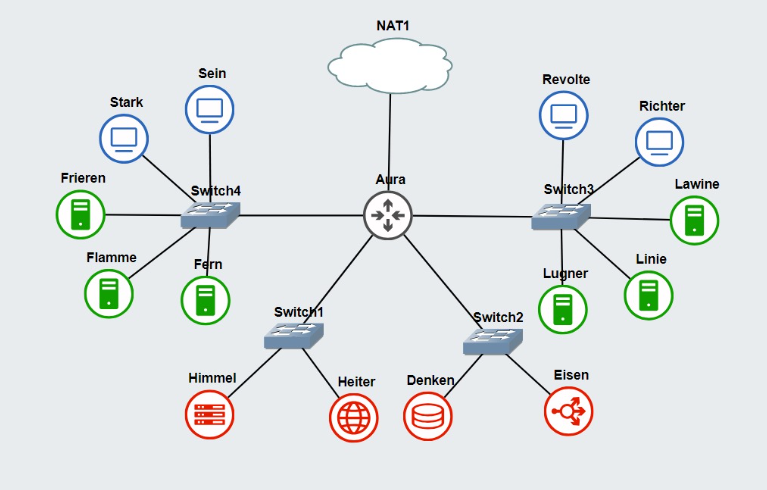 NAT1
Sein
Revolte
Stark
Richter
Frieren
Switch4
Aura
Switch3
Lawine
Flamme
Fern
Lugner
Linie
Switch1
Switch2
Himmel
Heiter
Denken
Eisen